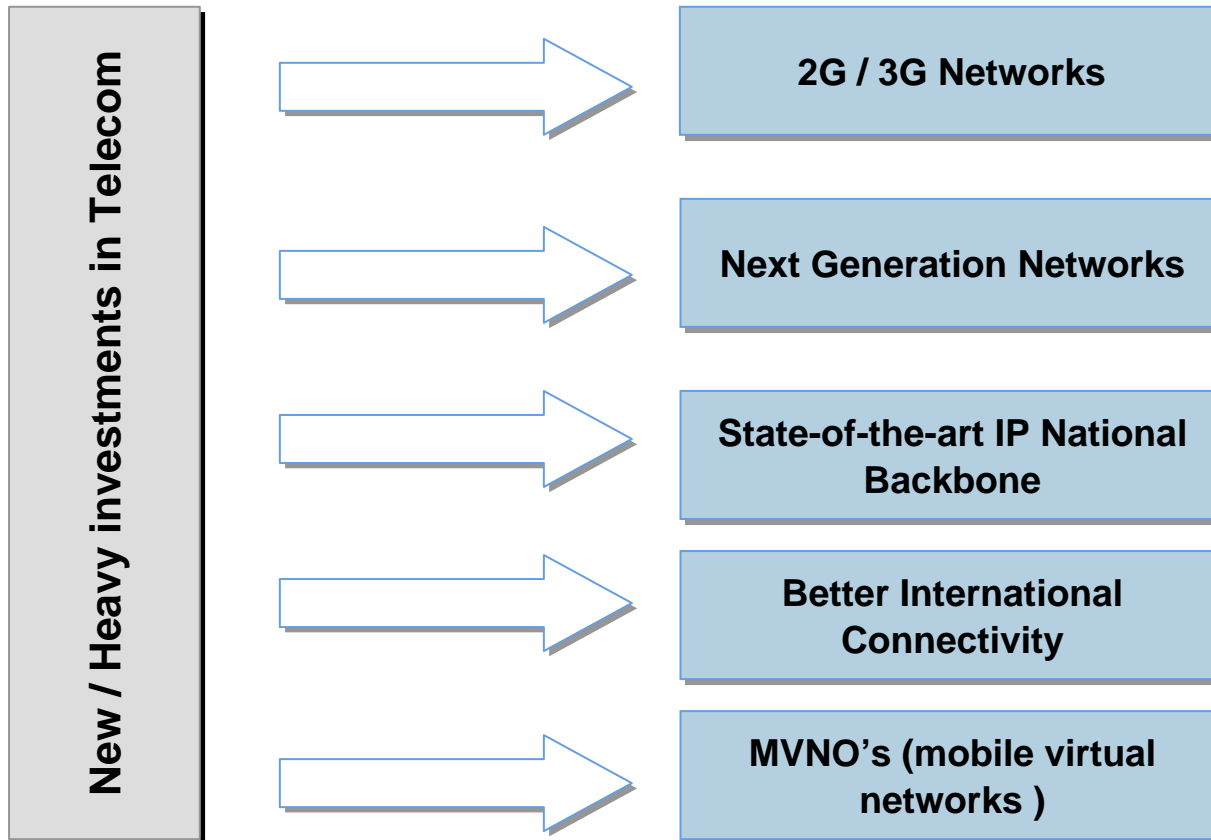 New / Heavy investments in Telecom
2G / 3G Networks
Next Generation Networks
State-of-the-art IP National
Backbone
Better International
Connectivity
MVNO’s (mobile virtual
networks )